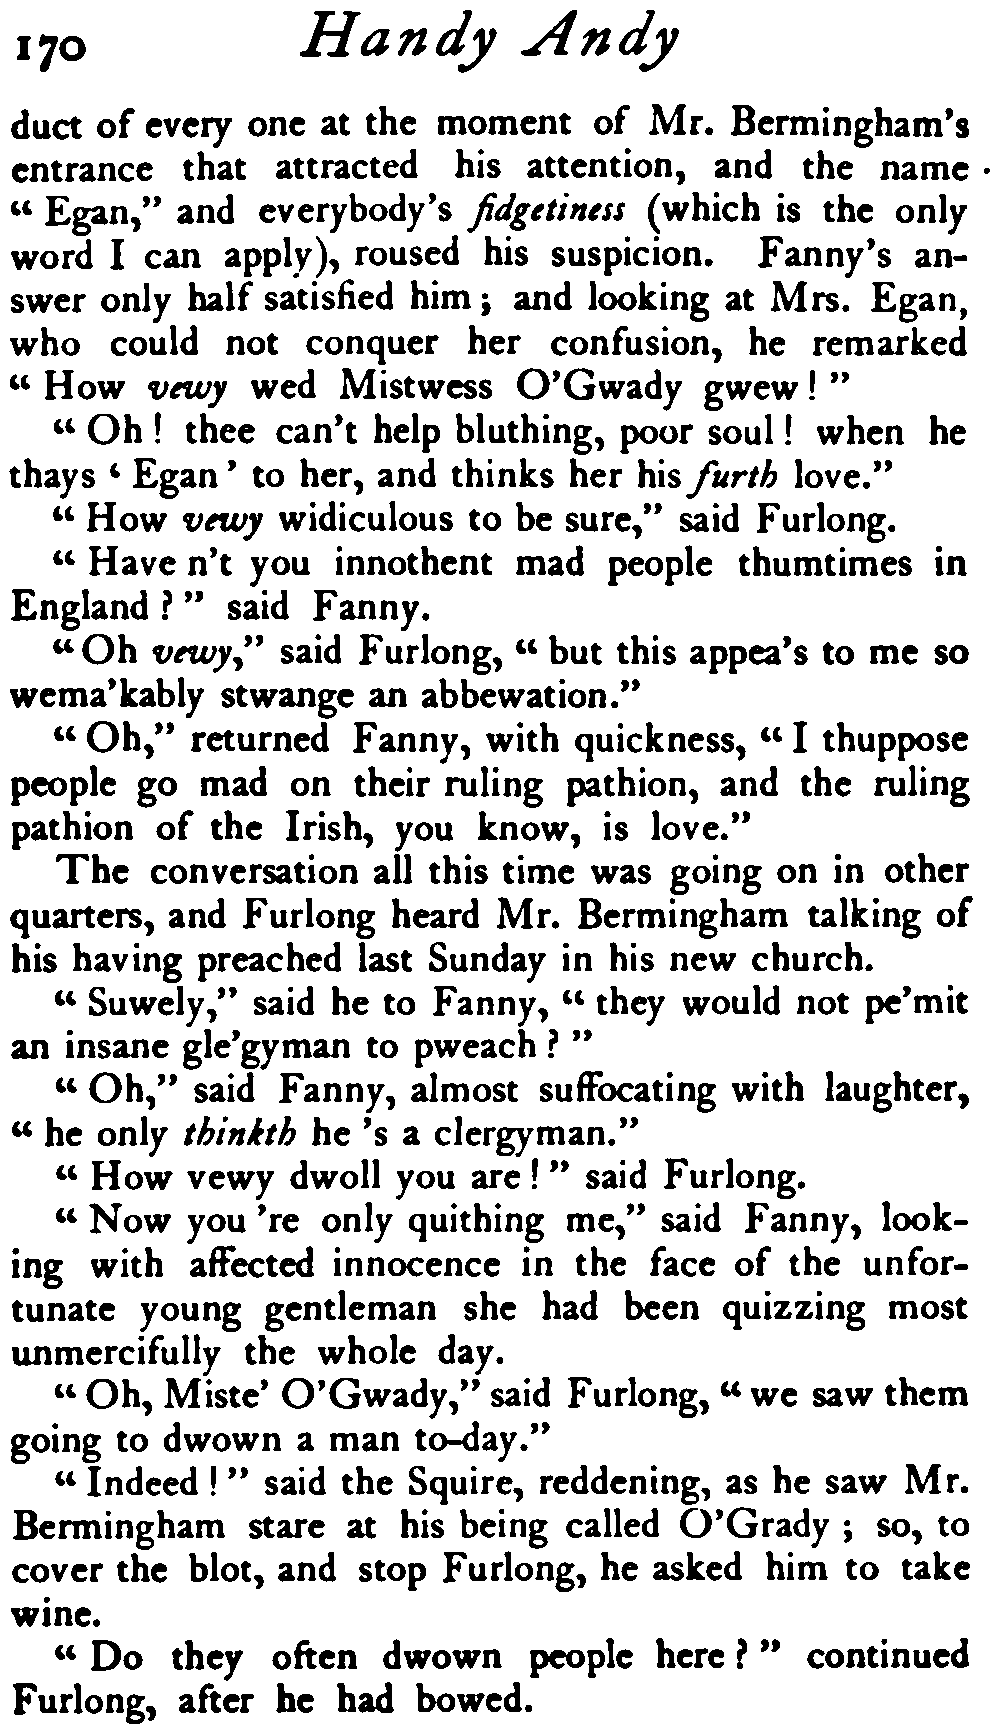 170 Handy Andy
duct of every one at the moment of Mr. Bermingham's
entrance that attracted his attention, and the name
“ Egan,” and everybody's fidgetiness (which is the only
word I can apply), roused his suspicion. Fanny's an-
swer only half satisfied him ; and looking at Mrs. Egan,
who could not conquer her confusion, he remarked
“ How vewy wed Mistwess O'Gwady gwew ! ”
“ Oh ! thee can't help bluthing, poor soul ! when he
thays ‘ Egan ’ to her, and thinks her his furth love.”
“ How vewy widiculous to be sure,” said Furlong.
“ Have n't you innothent mad people thumtimes in
England ? ” said Fanny.
“ Oh vewy,” said Furlong, “ but this appea's to me so
wema'kably stwange an abbewation.”
“ Oh,” returned Fanny, with quickness, “ I thuppose
people go mad on their ruling pathion, and the ruling
pathion of the Irish, you know, is love.”
The conversation all this time was going on in other
quarters, and Furlong heard Mr. Bermingham talking of
his having preached last Sunday in his new church.
“ Suwely,” said he to Fanny, “ they would not pe'mit
an insane gle'gyman to pweach ? ”
“ Oh,” said Fanny, almost suffocating with laughter,
“ he only thinkth he 's a clergyman.”
“ How vewy dwoll you are ! ” said Furlong.
“ Now you 're only quithing me,” said Fanny, look-
ing with affected innocence in the face of the unfor-
tunate young gentleman she had been quizzing most
unmercifully the whole day.
“ Oh, Miste' O'Gwady,” said Furlong, “ we saw them
going to dwown a man to-day.”
“ Indeed ! ” said the Squire, reddening, as he saw Mr.
Bermingham stare at his being called O'Grady ; so, to
cover the blot, and stop Furlong, he asked him to take
wine.
“ Do they often dwown people here ? ” continued
Furlong, after he had bowed.